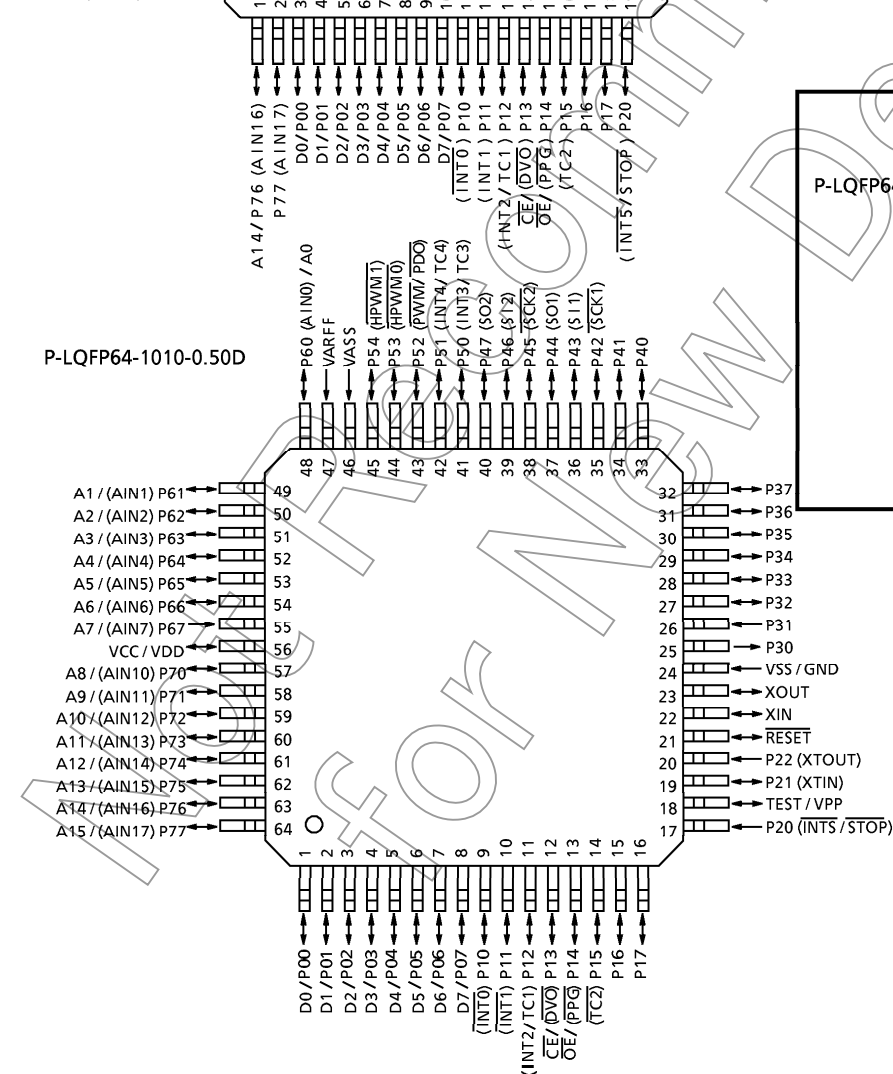 A14/P76 (AIN16)
P77 (AIN17)
D0/P00
D1/P01
D2/P02
D3/P03
D4/P04
D5/P05
D6/P06
D7/P07
(INT0) P10
(INT1) P11
(INT2/TC1) P12
CE/(DVO) P13
OE/(PPG) P14
(TC2) P15
P16
P17
(INT5/STOP) P20
P-LQFP64-1010-0.50D
P60 (AIN0) / A0
VAREF
VASS
P54 (HPWM1)
P53 (HPWM0)
P52 (PWM/PDO)
P51 (INT4/TC4)
P50 (INT3/TC3)
P47 (SO2)
P46 (SI2)
P45 (SCK2)
P44 (SO1)
P43 (SI1)
P42 (SCK1)
P41
P40
48 47 46 45 44 43 42 41 40 39 38 37 36 35 34 33
A1 / (AIN1) P61 49
A2 / (AIN2) P62 50
A3 / (AIN3) P63 51
A4 / (AIN4) P64 52
A5 / (AIN5) P65 53
A6 / (AIN6) P66 54
A7 / (AIN7) P67 55
VCC / VDD 56
A8 / (AIN10) P70 57
A9 / (AIN11) P71 58
A10 / (AIN12) P72 59
A11 / (AIN13) P73 60
A12 / (AIN14) P74 61
A13 / (AIN15) P75 62
A14 / (AIN16) P76 63
A15 / (AIN17) P77 64
32 P37
31 P36
30 P35
29 P34
28 P33
27 P32
26 P31
25 P30
24 VSS / GND
23 XOUT
22 XIN
21 RESET
20 P22 (XTOUT)
19 P21 (XTIN)
18 TEST / VPP
17 P20 (INTS / STOP)
1 2 3 4 5 6 7 8 9 10 11 12 13 14 15 16
D0/P00
D1/P01
D2/P02
D3/P03
D4/P04
D5/P05
D6/P06
D7/P07
(INT0) P10
(INT1) P11
(INT2/TC1) P12
CE/(DVO) P13
OE/(PPG) P14
(TC2) P15
P16
P17
Not Recomm
for New De